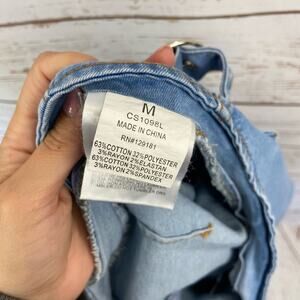 M
CS1098L
MADE IN CHINA
RN#129181
63%COTTON 32%POLYESTER
3%RAYON 2%ELASTAN
63%COTTON 32%POLYESTER
3%RAYON 2%SPANDEX